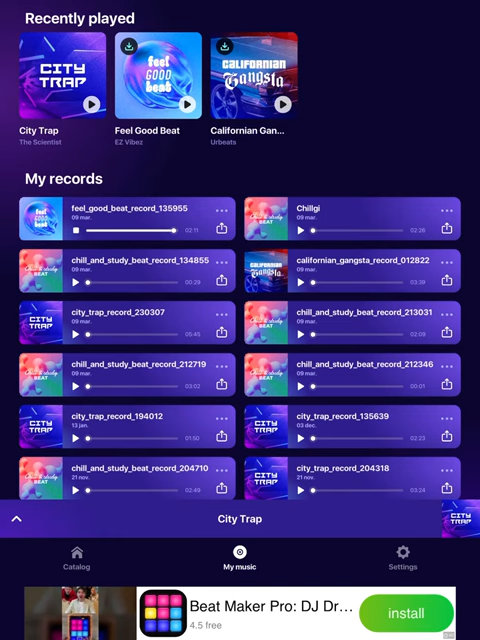 Recently played
CITY
TRAP
feel
GOOD
beat
CALIFORNIAN
Gangsta
City Trap
The Scientist
Feel Good Beat
EZ Vibez
Californian Gan...
Urbeats
My records
feel_good_beat_record_135955
09 mar.
02:11
Chillgi
09 mar.
02:26
chill_and_study_beat_record_134855
09 mar.
00:29
californian_gangsta_record_012822
09 mar.
03:39
city_trap_record_230307
09 mar.
05:45
chill_and_study_beat_record_213031
09 mar.
02:09
chill_and_study_beat_record_212719
09 mar.
03:02
chill_and_study_beat_record_212346
09 mar.
00:01
city_trap_record_194012
13 jan.
01:50
city_trap_record_135639
03 dec.
02:23
chill_and_study_beat_record_204710
21 nov.
02:49
city_trap_record_204318
21 nov.
03:24
City Trap
CITY
TRAP
Catalog
My music
Settings
Beat Maker Pro: DJ Dr...
4.5 free
install